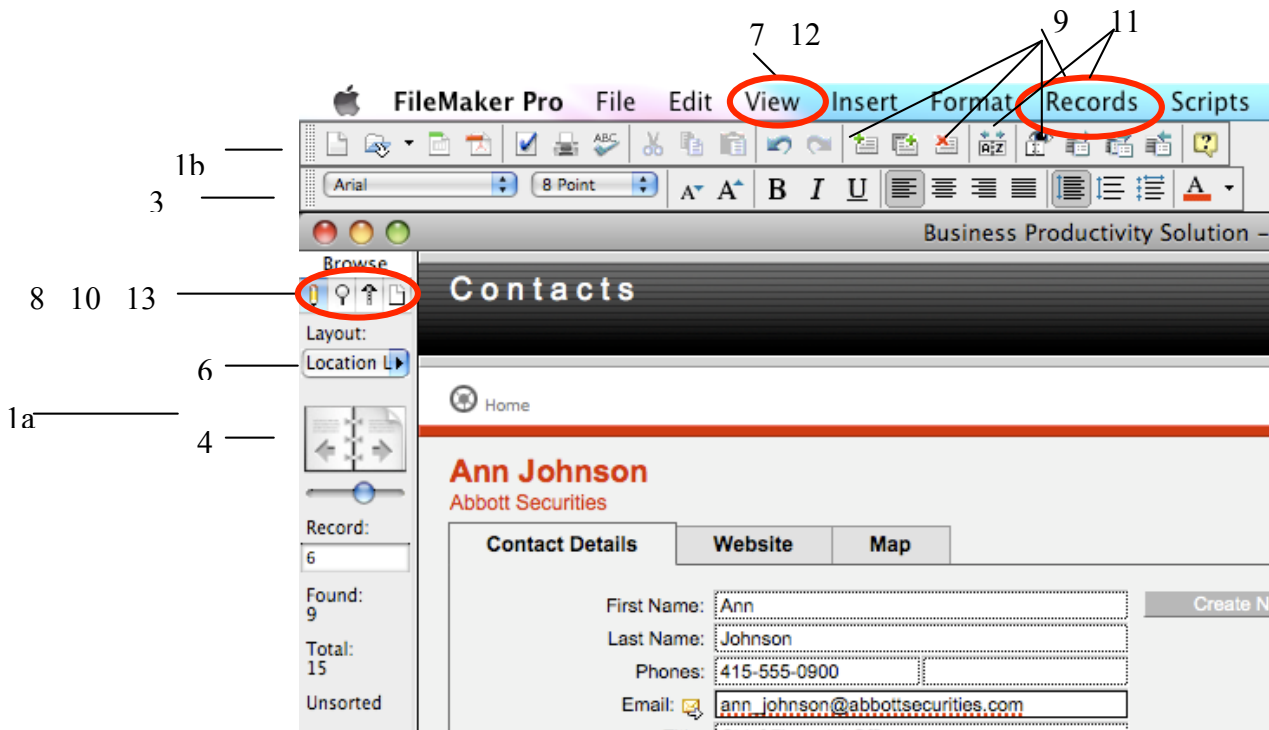 7 12 9 11
FileMaker Pro File Edit View Insert Format Records Scripts
1b
ABC
A Z
3
Arial 8 Point A A B I U A
Business Productivity Solution –
Browse
Contacts
8 10 13
Layout:
Location L
6
Home
1a
4
Ann Johnson
Abbott Securities
Record:
6
Contact Details Website Map
Found:
9
First Name: Ann
Create N
Last Name: Johnson
Total:
15
Phones: 415-555-0900
Unsorted
Email: ann_johnson@abbottsecurities.com